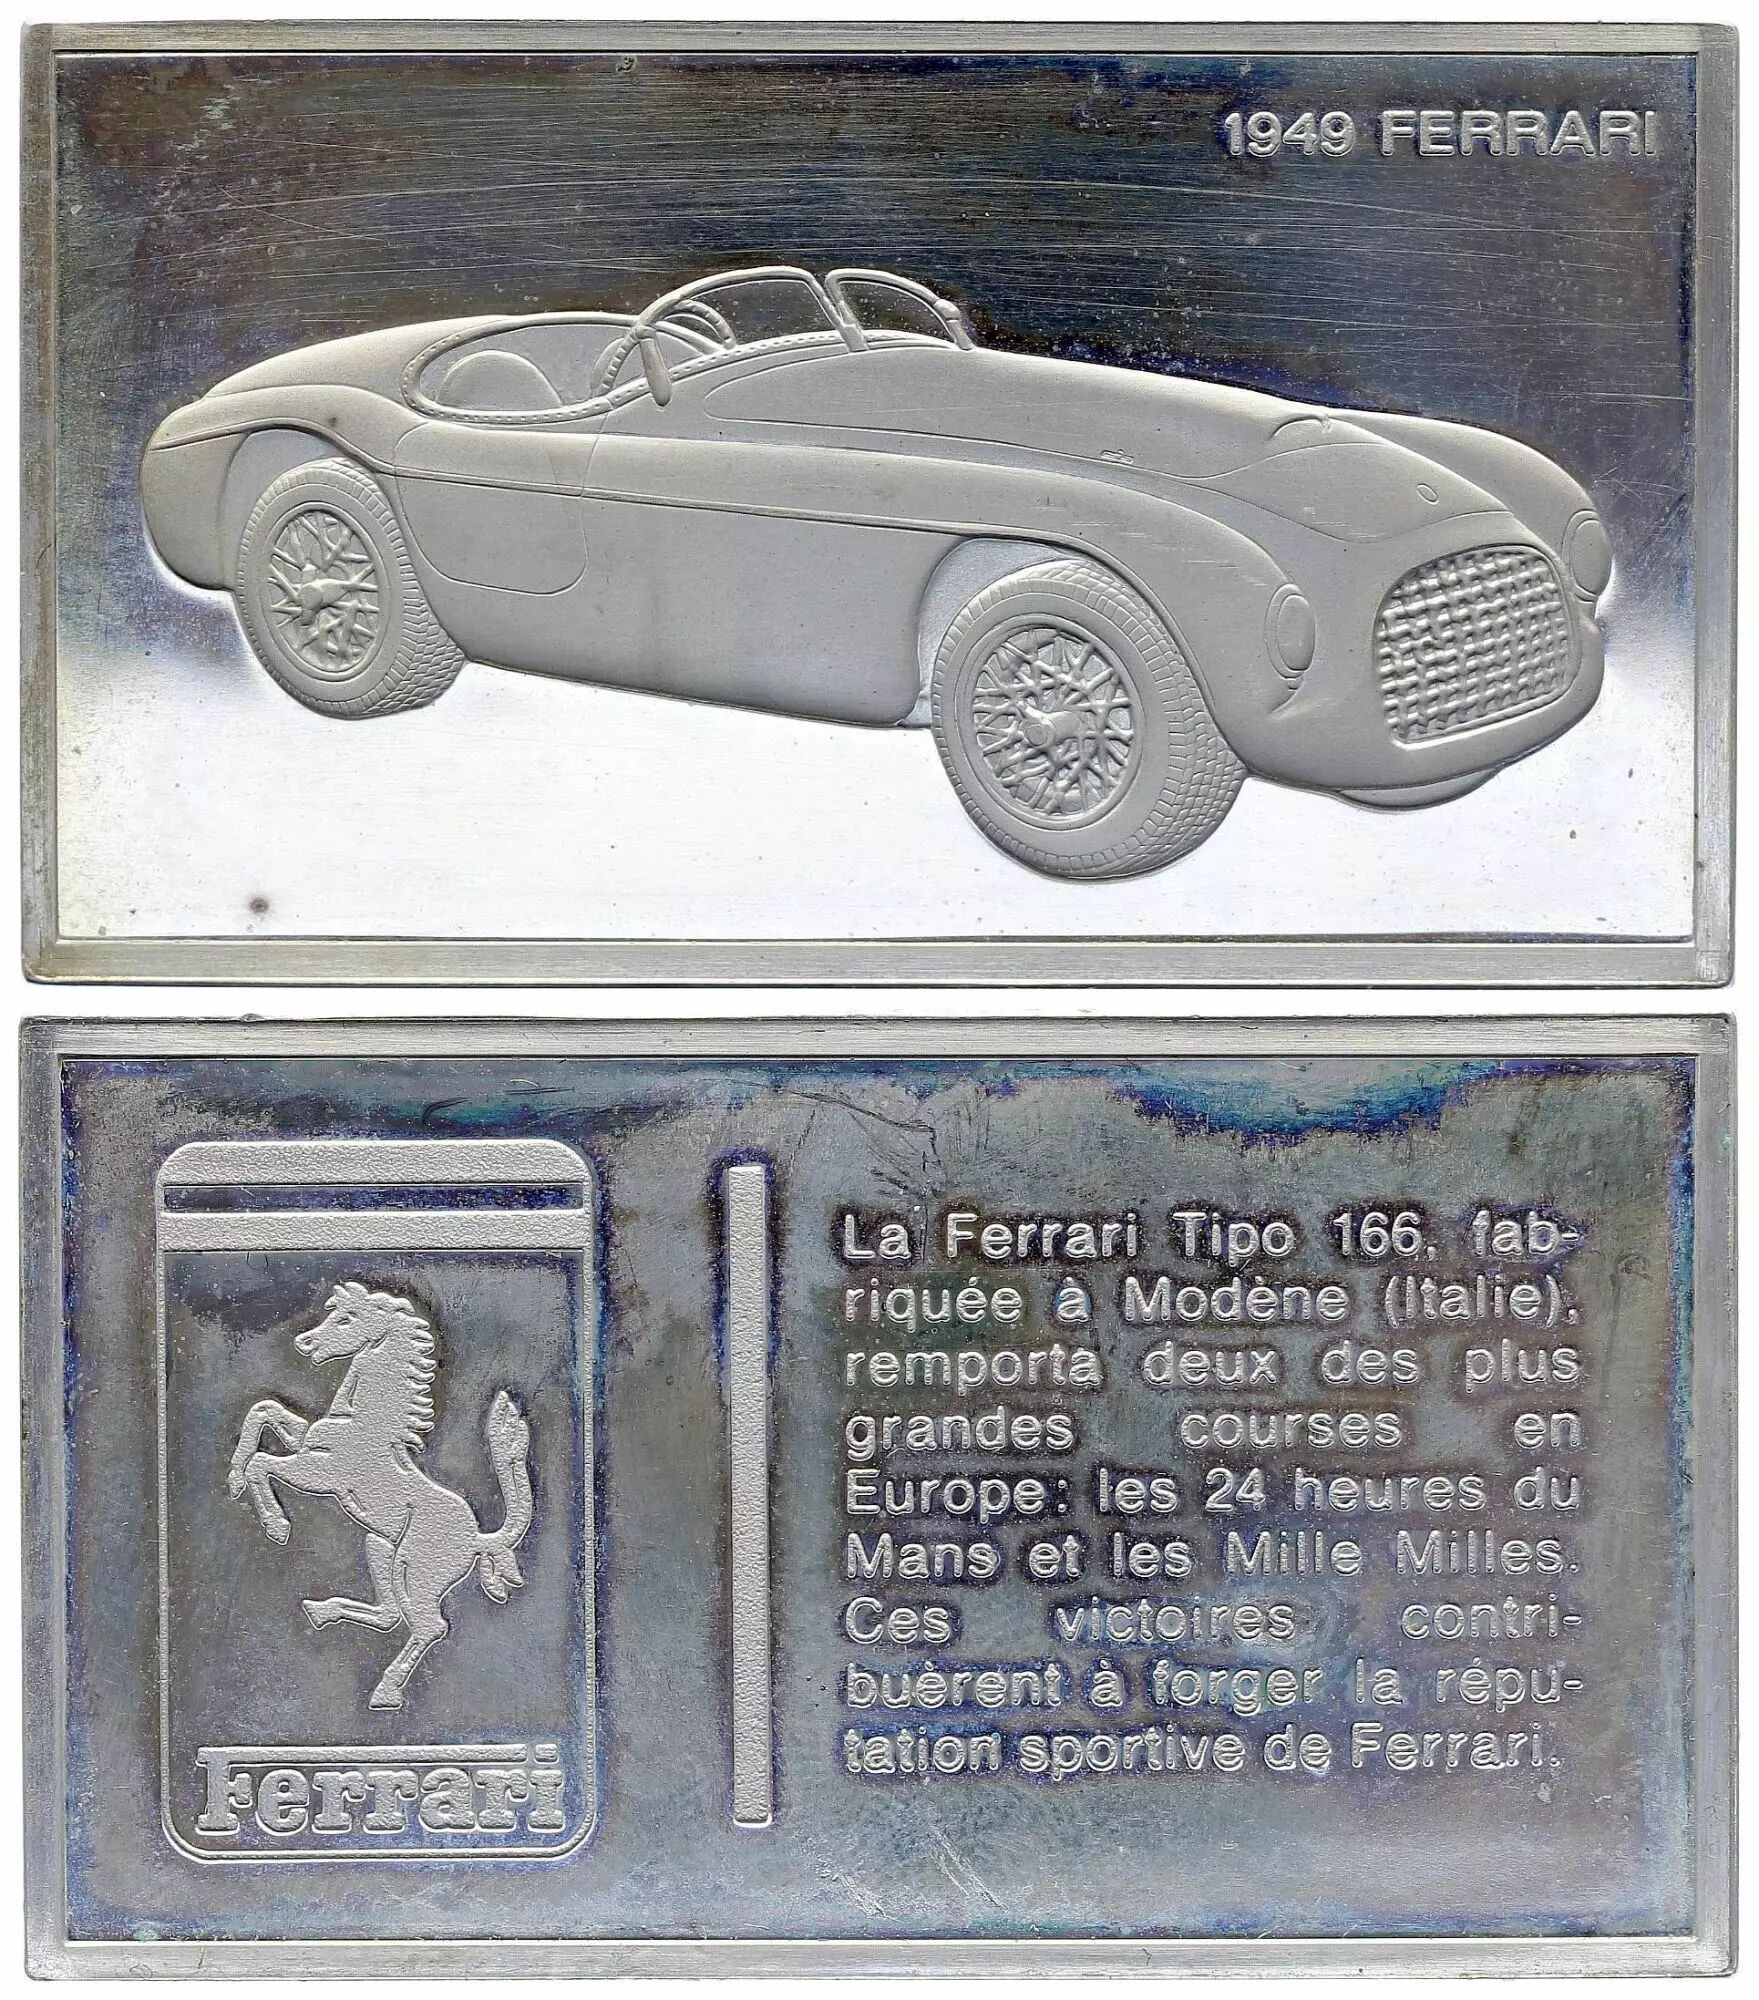 1949 FERRARI
La Ferrari Tipo 166, fab-
riquée à Modène (Italie),
remporta deux des plus
grandes courses en
Europe: les 24 heures du
Mans et les Mille Milles.
Ces victoires contri-
buèrent à forger la répu-
tation sportive de Ferrari.
Ferrari